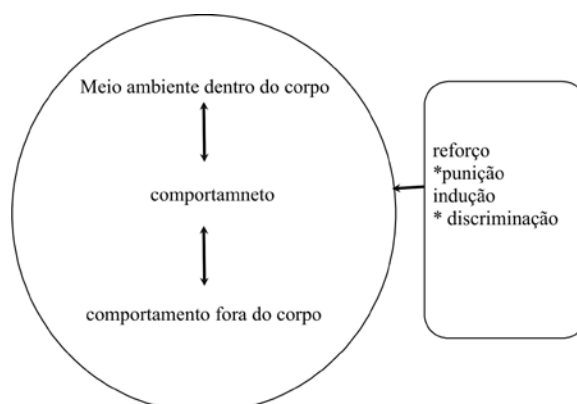 Meio ambiente dentro do corpo
comportamneto
comportamento fora do corpo
reforço
*punição
indução
* discriminação